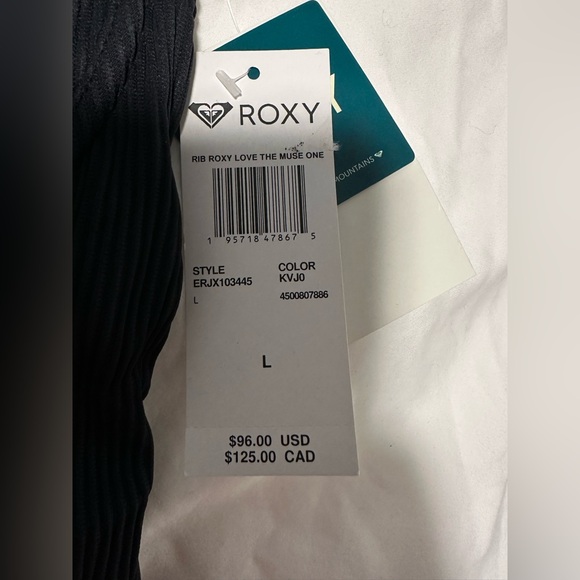 ROXY
RIB ROXY LOVE THE MUSE ONE
1 95718 47867 5
STYLE COLOR
ERJX103445 KVJ0
L 4500807886
L
$96.00 USD
$125.00 CAD
MOUNTAINS